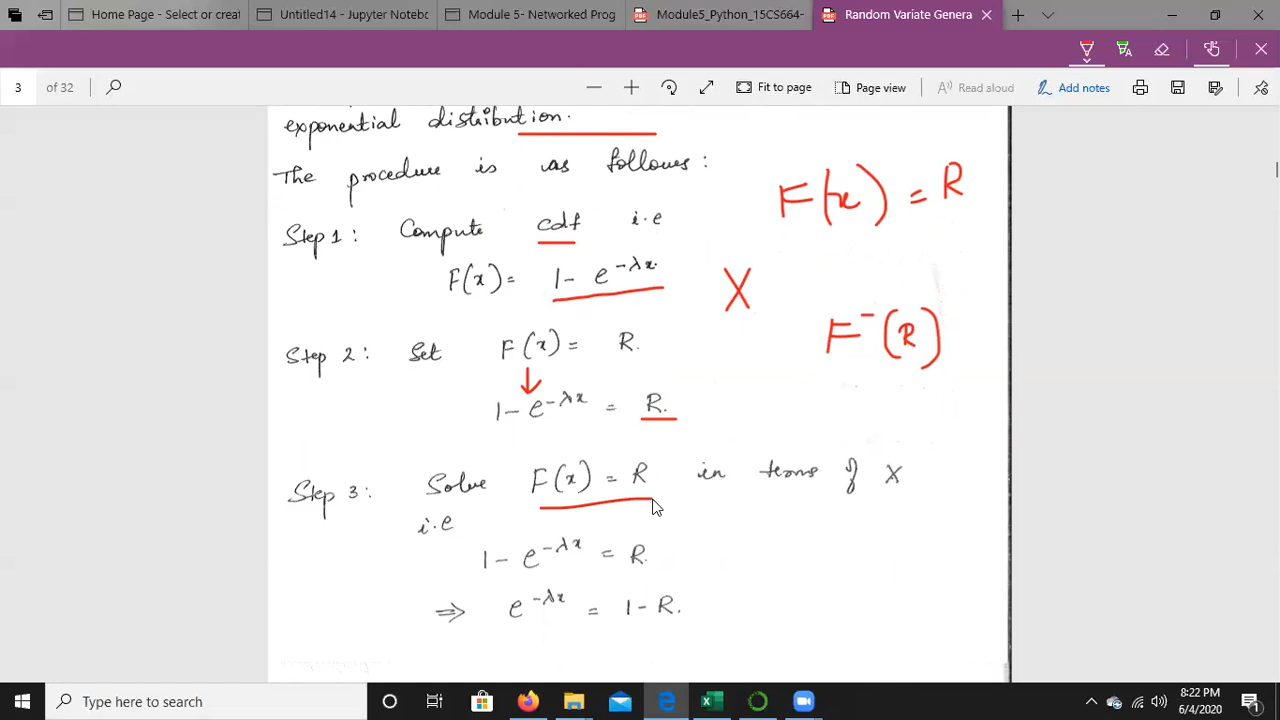 Home Page - Select or creat
Untitled14 - Jupyter Noteb
Module 5- Networked Prog
Module5_Python_15CS664-
Random Variate Genera
3 of 32
Fit to page
Page view
Read aloud
Add notes
exponential distribution.
The procedure is as follows:
Step 1: Compute cdf i.e
F(x) = 1 - e^-λx.
Step 2: Set F(x) = R.
1 - e^-λx = R.
Step 3: Solve F(x) = R in terms of X
i.e
1 - e^-λx = R.
⇒ e^-λx = 1 - R.
F(x) = R
X
F^-(R)
Type here to search
8:22 PM
6/4/2020